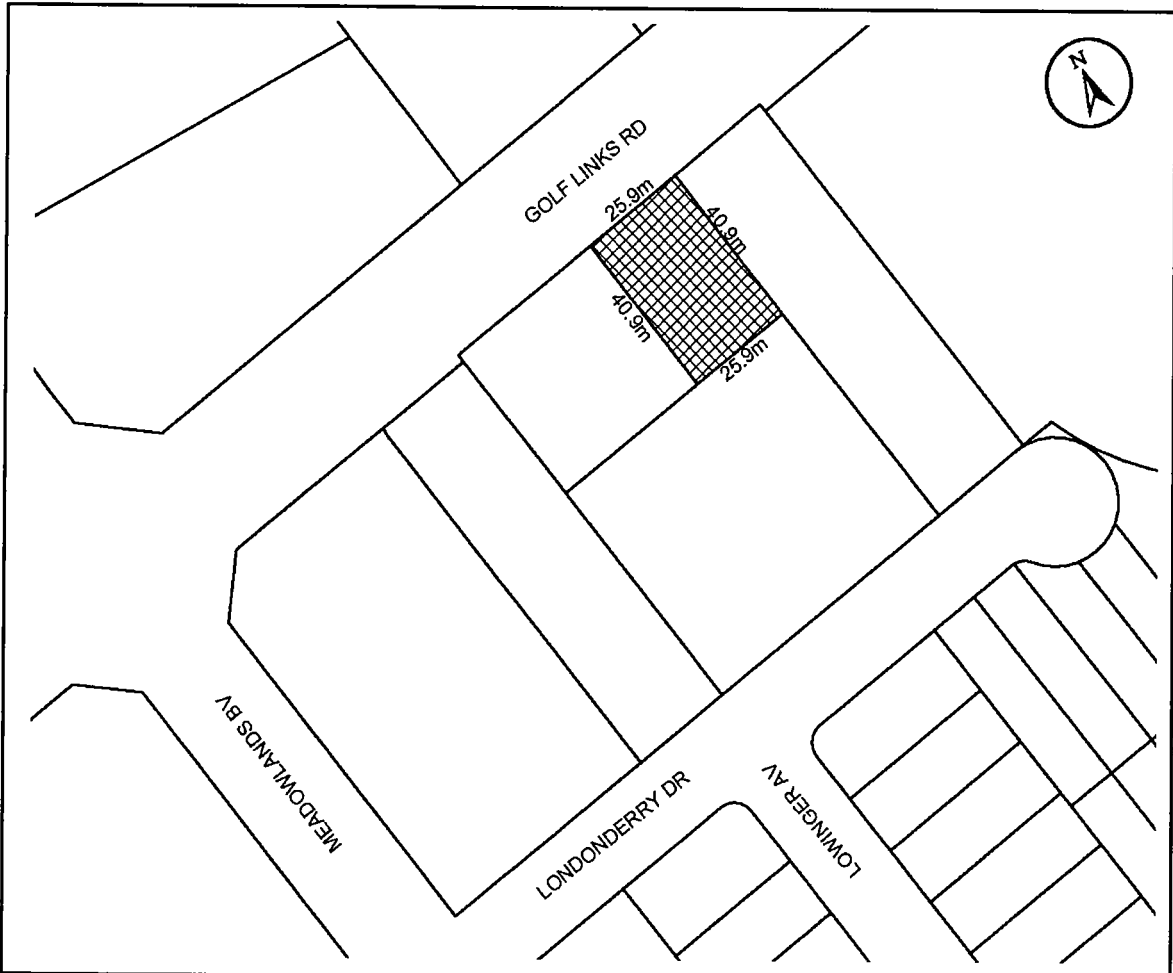 N
GOLF LINKS RD
25.9m
40.9m
40.9m
25.9m
MEADOWLANDS BV
LONDONDERRY DR
LOWINGER AV